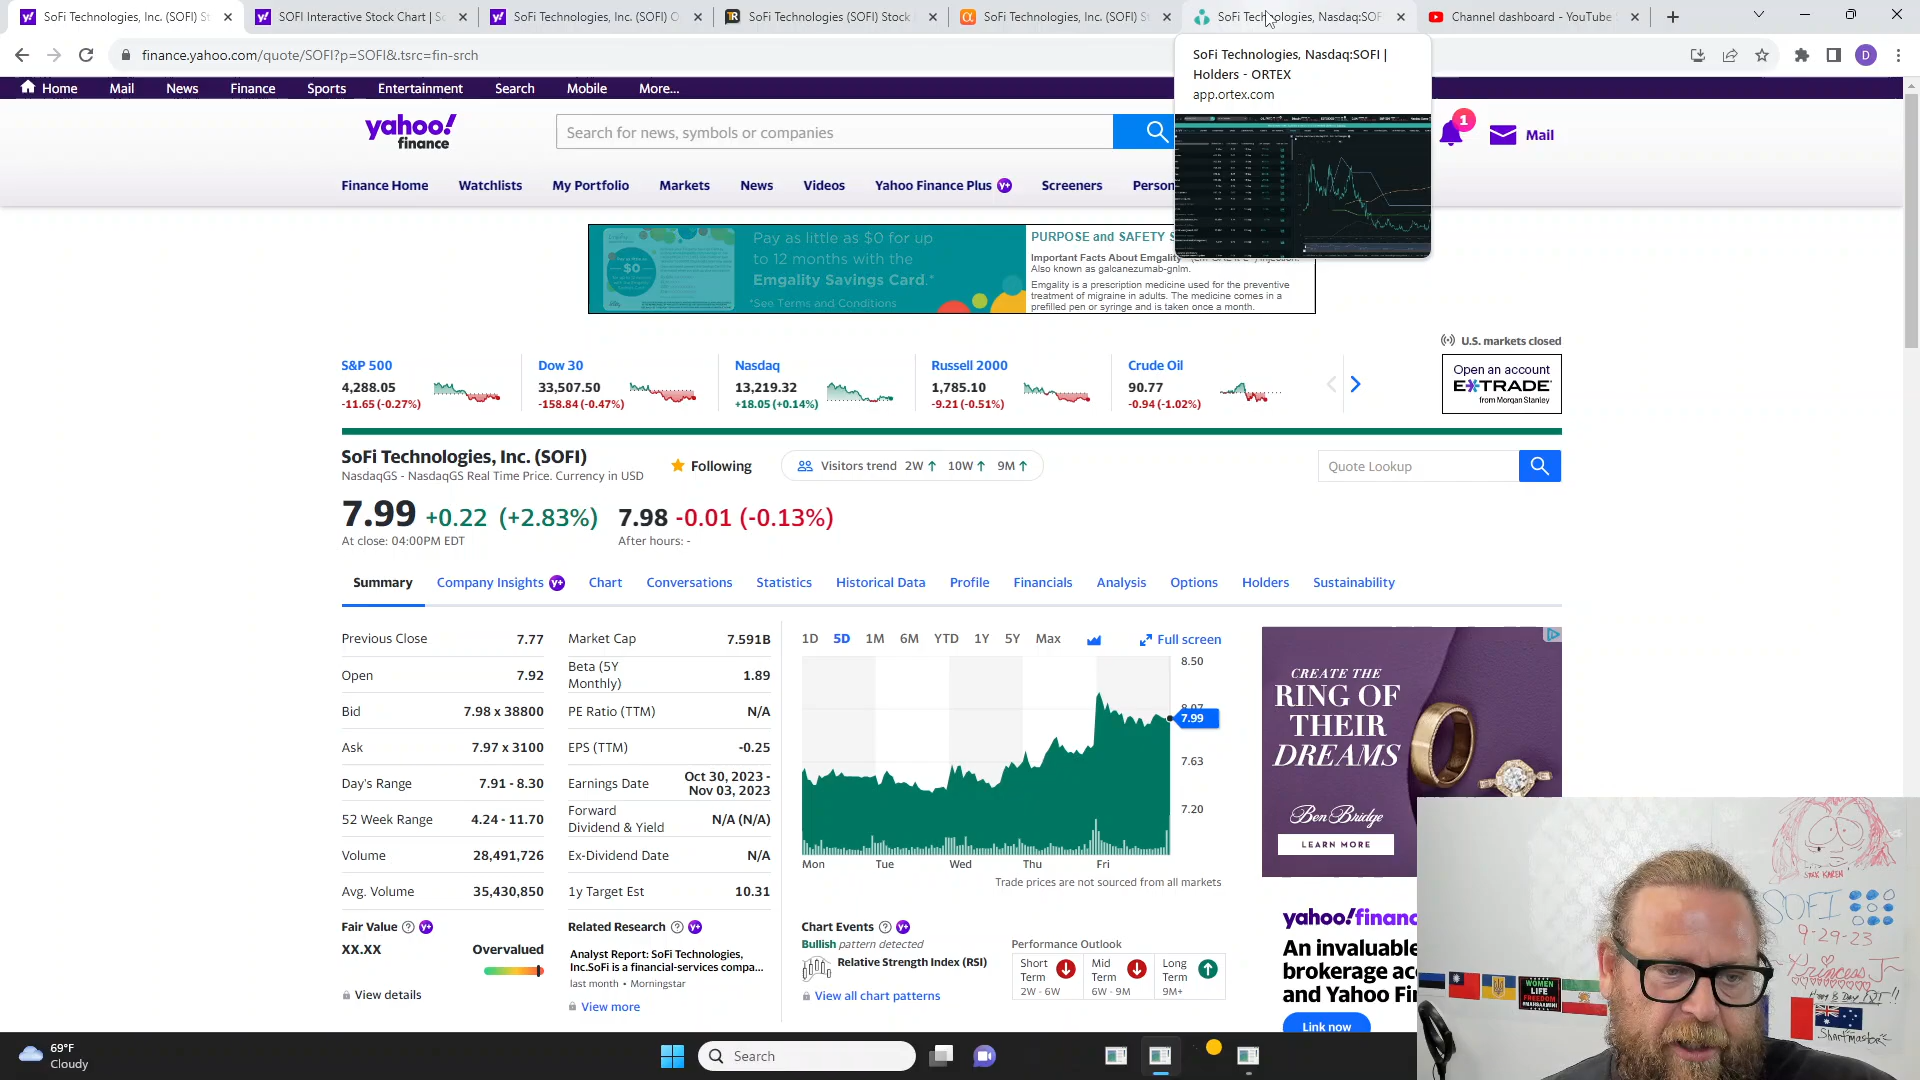 SoFi Technologies, Inc. (SOFI) St
SOFI Interactive Stock Chart | Sc
SoFi Technologies, Inc. (SOFI) O
SoFi Technologies (SOFI) Stock
SoFi Technologies, Inc. (SOFI) St
SoFi Technologies, Nasdaq:SOF
Channel dashboard - YouTube
finance.yahoo.com/quote/SOFI?p=SOFI&.tsrc=fin-srch
D
SoFi Technologies, Nasdaq:SOFI |
Holders - ORTEX
app.ortex.com
Home Mail News Finance Sports Entertainment Search Mobile More...
yahoo!
finance
Search for news, symbols or companies
1
Mail
Finance Home Watchlists My Portfolio Markets News Videos Yahoo Finance Plus Screeners Person
Pay as little as $0 for up
to 12 months with the
Emgality Savings Card.*
*See Terms and Conditions
PURPOSE and SAFETY S
Important Facts About Emgality
Also known as galcanezumab-gnlm.
Emgality is a prescription medicine used for the preventive
treatment of migraine in adults. The medicine comes in a
prefilled pen or syringe and is taken once a month.
U.S. markets closed
S&P 500
4,288.05
-11.65 (-0.27%)
Dow 30
33,507.50
-158.84 (-0.47%)
Nasdaq
13,219.32
+18.05 (+0.14%)
Russell 2000
1,785.10
-9.21 (-0.51%)
Crude Oil
90.77
-0.94 (-1.02%)
Open an account
E*TRADE
from Morgan Stanley
SoFi Technologies, Inc. (SOFI)
NasdaqGS - NasdaqGS Real Time Price. Currency in USD
Following
Visitors trend 2W 10W 9M
Quote Lookup
7.99 +0.22 (+2.83%)
At close: 04:00PM EDT
7.98 -0.01 (-0.13%)
After hours: -
Summary Company Insights Chart Conversations Statistics Historical Data Profile Financials Analysis Options Holders Sustainability
Previous Close 7.77
Open 7.92
Bid 7.98 x 38800
Ask 7.97 x 3100
Day's Range 7.91 - 8.30
52 Week Range 4.24 - 11.70
Volume 28,491,726
Avg. Volume 35,430,850
Market Cap 7.591B
Beta (5Y
Monthly) 1.89
PE Ratio (TTM) N/A
EPS (TTM) -0.25
Earnings Date Oct 30, 2023 -
Nov 03, 2023
Forward
Dividend & Yield N/A (N/A)
Ex-Dividend Date N/A
1y Target Est 10.31
1D 5D 1M 6M YTD 1Y 5Y Max
Full screen
8.50
7.99
7.63
7.20
Mon Tue Wed Thu Fri
Trade prices are not sourced from all markets
CREATE THE
RING OF
THEIR
DREAMS
Ben Bridge
LEARN MORE
Fair Value
XX.XX Overvalued
View details
Related Research
Analyst Report: SoFi Technologies,
Inc.SoFi is a financial-services compa...
last month • Morningstar
View more
Chart Events
Bullish pattern detected
Relative Strength Index (RSI)
View all chart patterns
Performance Outlook
Short
Term
2W - 6W
Mid
Term
6W - 9M
Long
Term
9M+
yahoo!financ
An invaluable
brokerage ac
and Yahoo Fi
Link now
SOFI
9-29-23
Princess J
WOMEN
LIFE
FREEDOM
69°F
Cloudy
Search